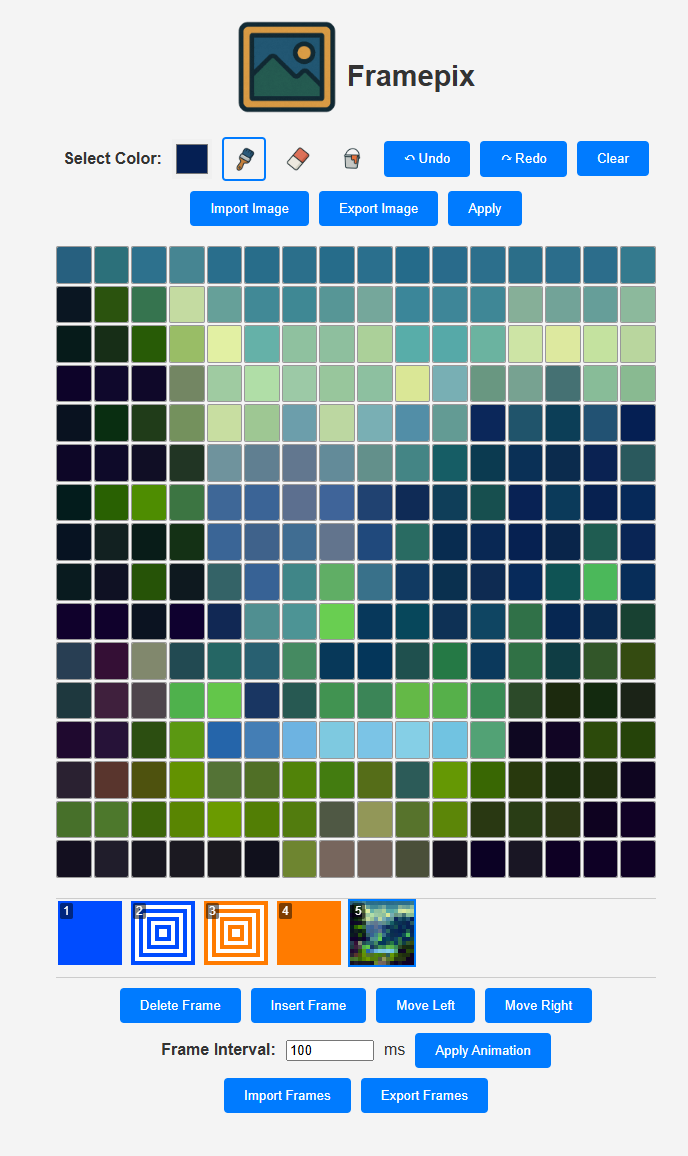 Framepix
Select Color: ↶ Undo ↷ Redo Clear
Import Image Export Image Apply
1 2 3 4 5
Delete Frame Insert Frame Move Left Move Right
Frame Interval: 100 ms Apply Animation
Import Frames Export Frames